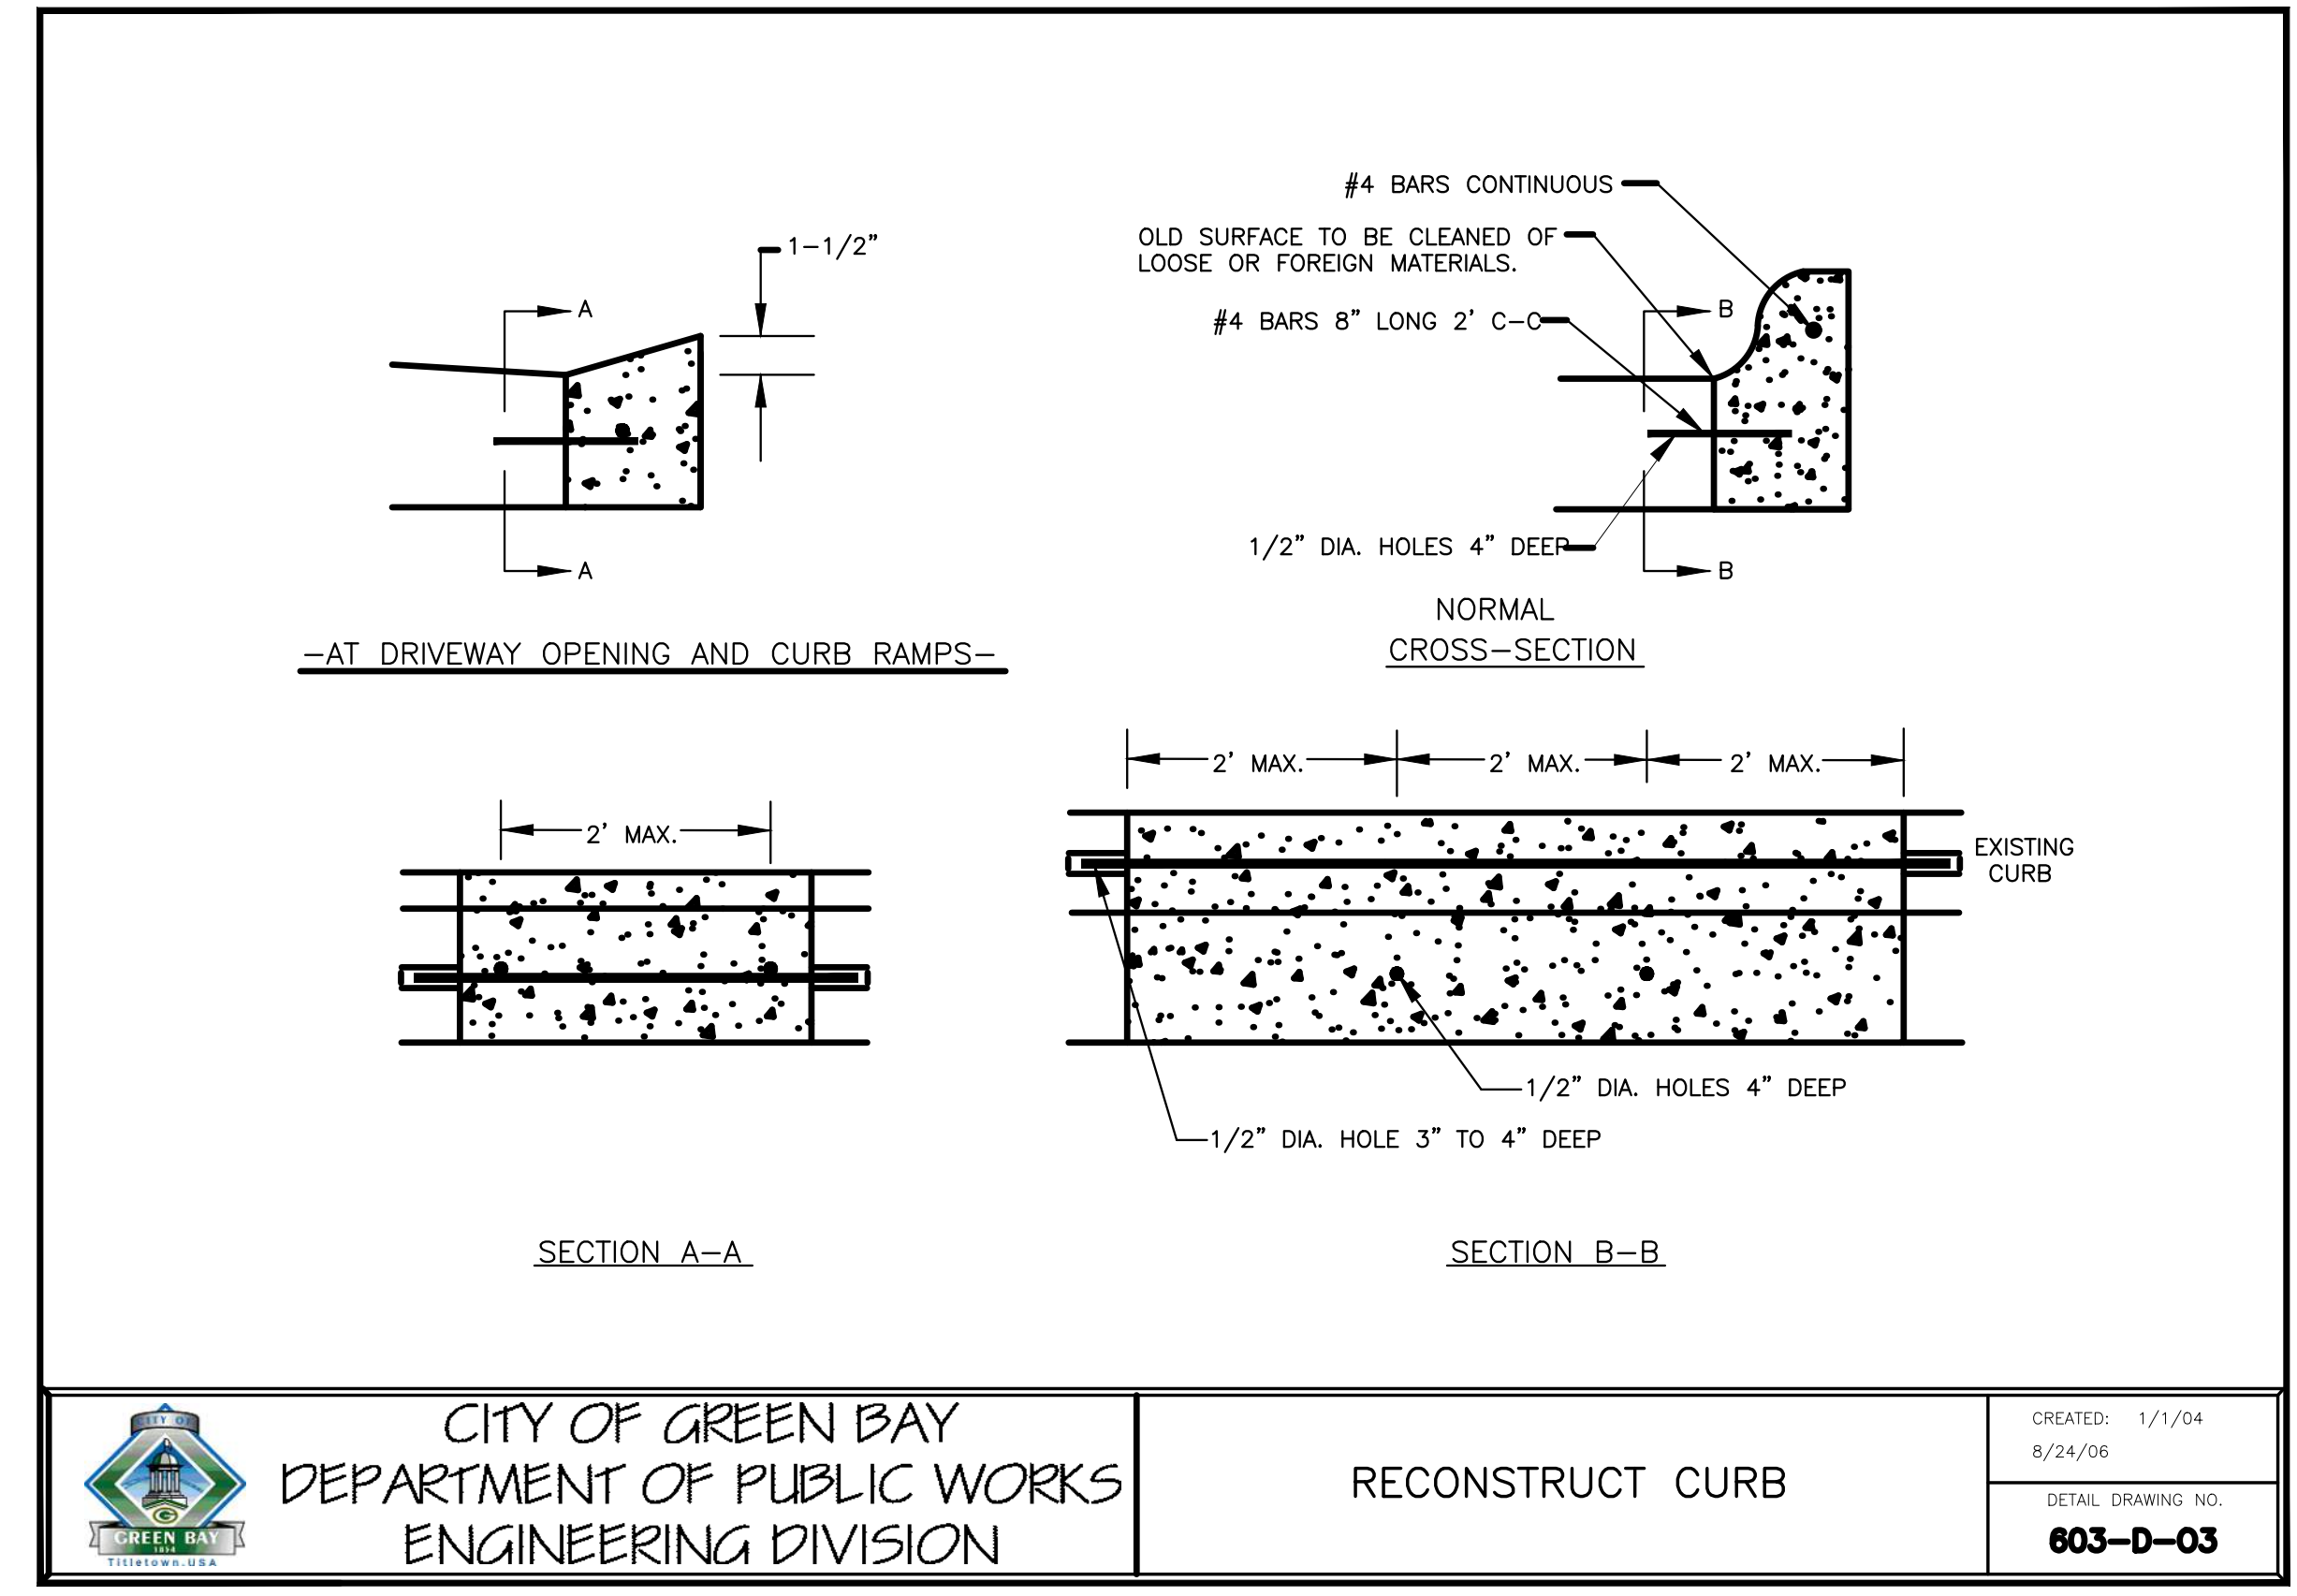 #4 BARS CONTINUOUS
OLD SURFACE TO BE CLEANED OF
LOOSE OR FOREIGN MATERIALS.
#4 BARS 8" LONG 2' C-C
1-1/2"
A
A
B
B
1/2" DIA. HOLES 4" DEEP
-AT DRIVEWAY OPENING AND CURB RAMPS-
NORMAL
CROSS-SECTION
2' MAX.
2' MAX.
2' MAX.
2' MAX.
EXISTING
CURB
1/2" DIA. HOLES 4" DEEP
1/2" DIA. HOLE 3" TO 4" DEEP
SECTION A-A
SECTION B-B
CITY OF
GREEN BAY
1854
Titletown.USA
CITY OF GREEN BAY
DEPARTMENT OF PUBLIC WORKS
ENGINEERING DIVISION
RECONSTRUCT CURB
CREATED: 1/1/04
8/24/06
DETAIL DRAWING NO.
603-D-03